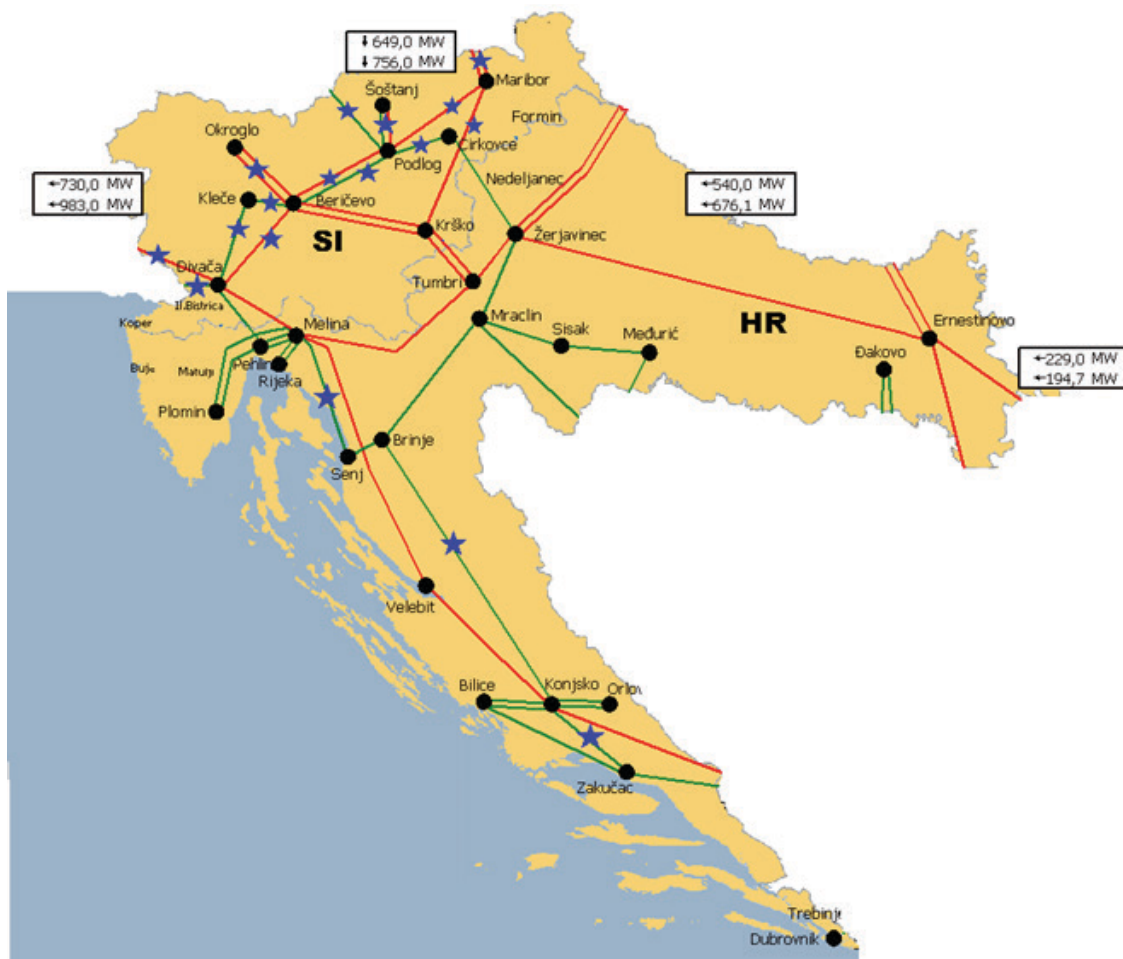 ↓649,0 MW
↓756,0 MW
Šoštanj
Maribor
Formin
Okroglo
Cirkovce
Podlog
Nedeljanec
←730,0 MW
←983,0 MW
←540,0 MW
←676,1 MW
Kleče
Beričevo
Krško
SI
Žerjavinec
Divača
Tumbri
Il.Bistrica
Koper
Melina
Mraclin
HR
Ernestinovo
Sisak
Međurić
Buje
Matulji
Pehlin
Rijeka
Đakovo
←229,0 MW
←194,7 MW
Plomin
Brinje
Senj
Velebit
Bilice
Konjsko
Orlo
Zakučac
Trebinje
Dubrovnik